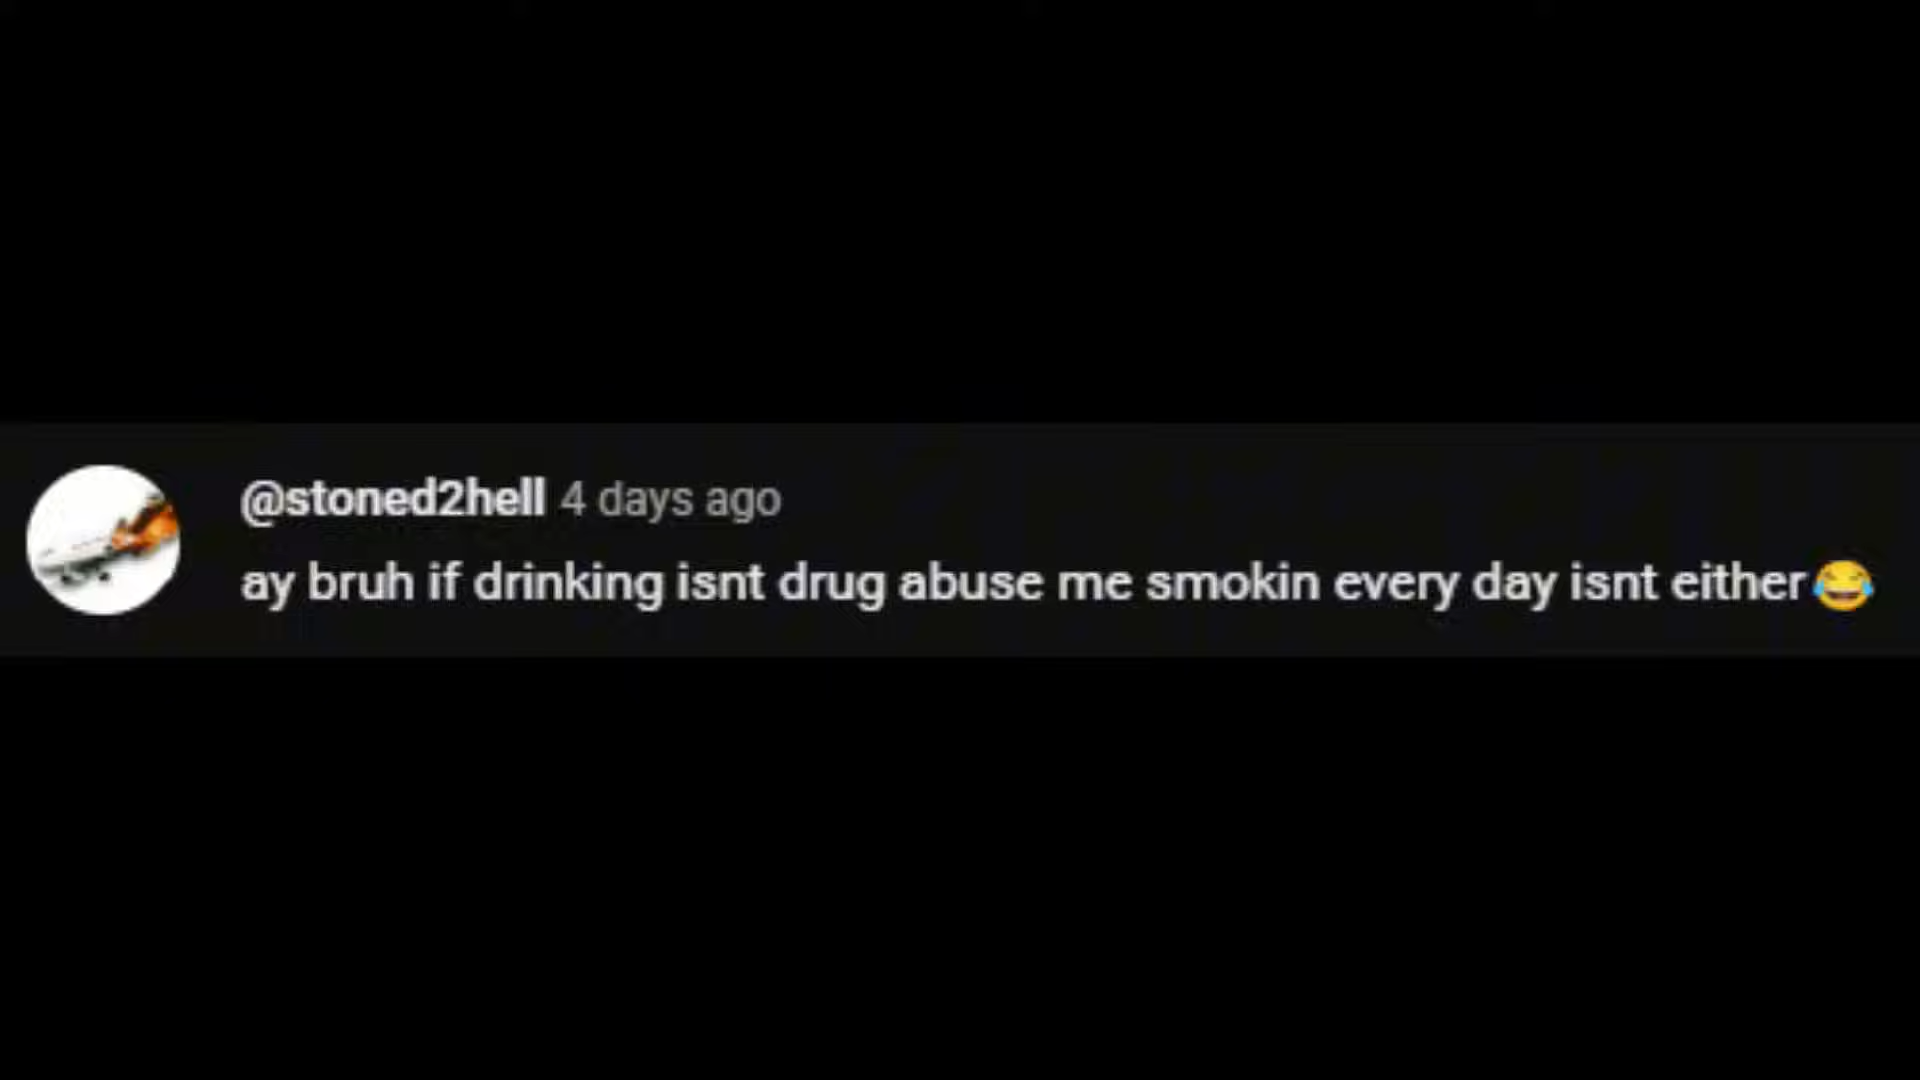 @stoned2hell 4 days ago
ay bruh if drinking isnt drug abuse me smokin every day isnt either😂